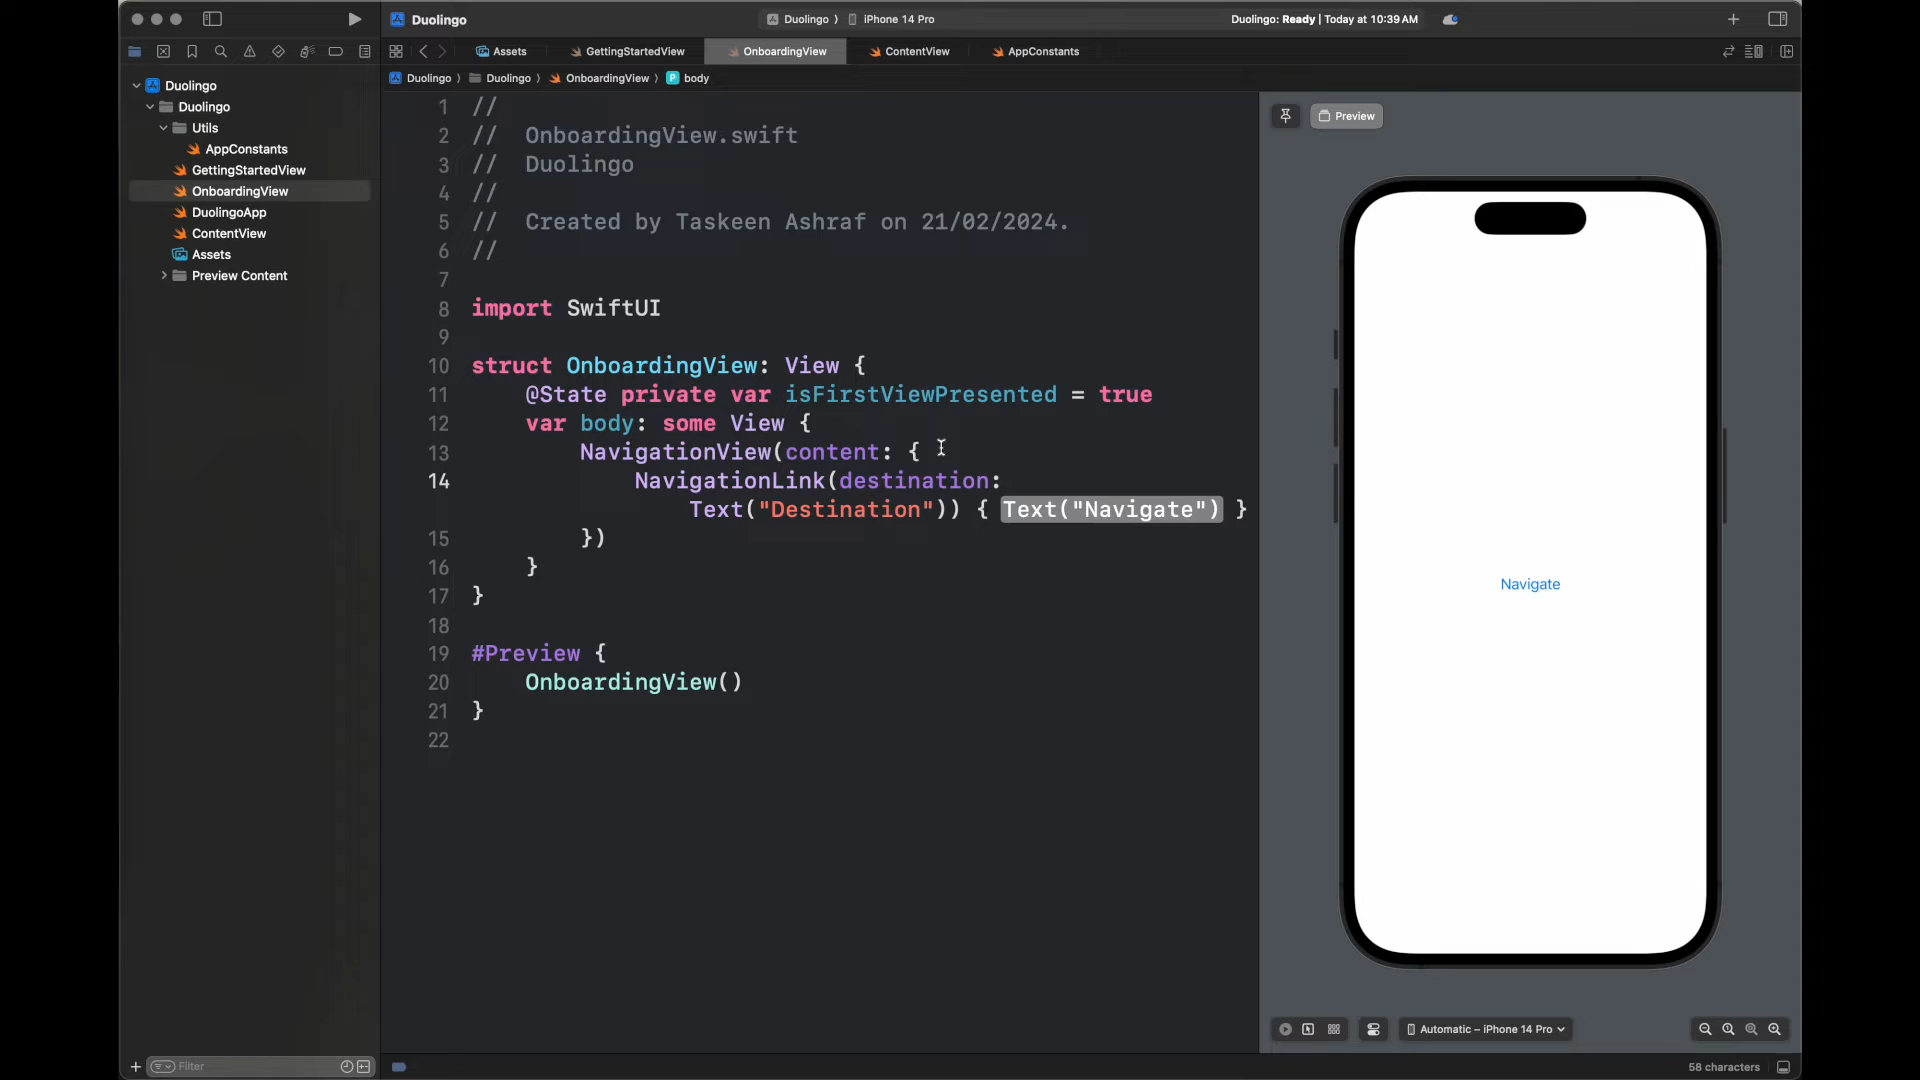 Duolingo
Duolingo
iPhone 14 Pro
Duolingo: Ready | Today at 10:39 AM
Assets
GettingStartedView
OnboardingView
ContentView
AppConstants
Duolingo
Duolingo
OnboardingView
P
body
Duolingo
Duolingo
Utils
AppConstants
GettingStartedView
OnboardingView
DuolingoApp
ContentView
Assets
Preview Content
1 //
2 // OnboardingView.swift
3 // Duolingo
4 //
5 // Created by Taskeen Ashraf on 21/02/2024.
6 //
7
8 import SwiftUI
9
10 struct OnboardingView: View {
11 @State private var isFirstViewPresented = true
12 var body: some View {
13 NavigationView(content: {
14 NavigationLink(destination:
Text("Destination")) { Text("Navigate") }
15 })
16 }
17 }
18
19 #Preview {
20 OnboardingView()
21 }
22
Preview
Navigate
Automatic – iPhone 14 Pro
Filter
58 characters